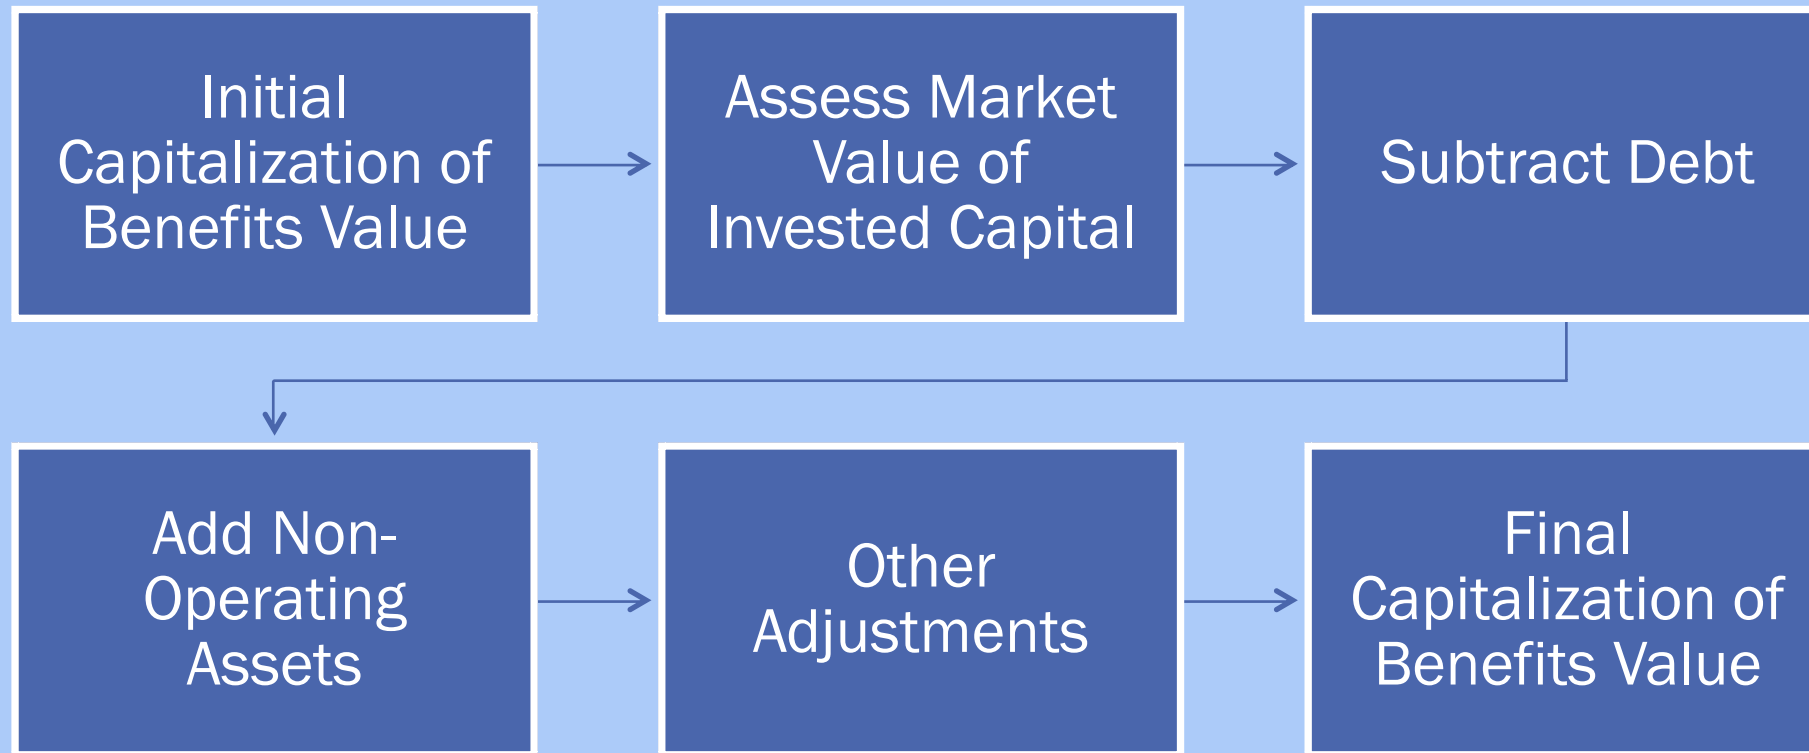 Initial
Capitalization of
Benefits Value
Assess Market
Value of
Invested Capital
Subtract Debt
Add Non-
Operating
Assets
Other
Adjustments
Final
Capitalization of
Benefits Value